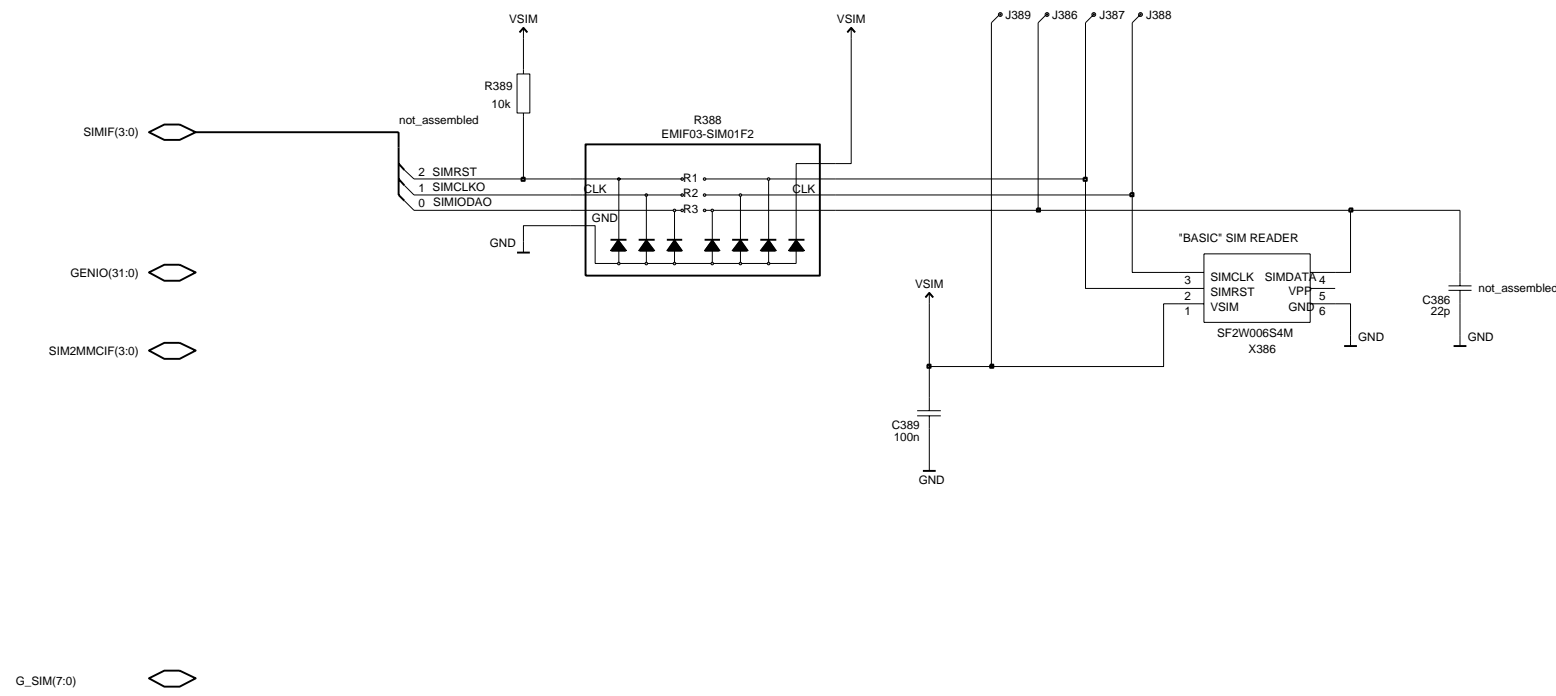 J389 J386 J387 J388
VSIM VSIM
R389
10k
not_assembled
SIMIF(3:0)
R388
EMIF03-SIM01F2
2 SIMRST R1
1 SIMCLKO CLK R2 CLK
0 SIMIODAO R3
GND
GND
"BASIC" SIM READER
GENIO(31:0)
3 SIMCLK SIMDATA 4
2 SIMRST VPP 5
1 VSIM GND 6
VSIM
not_assembled
C386
22p
SF2W006S4M
X386
GND
GND
SIM2MMCIF(3:0)
C389
100n
GND
G_SIM(7:0)